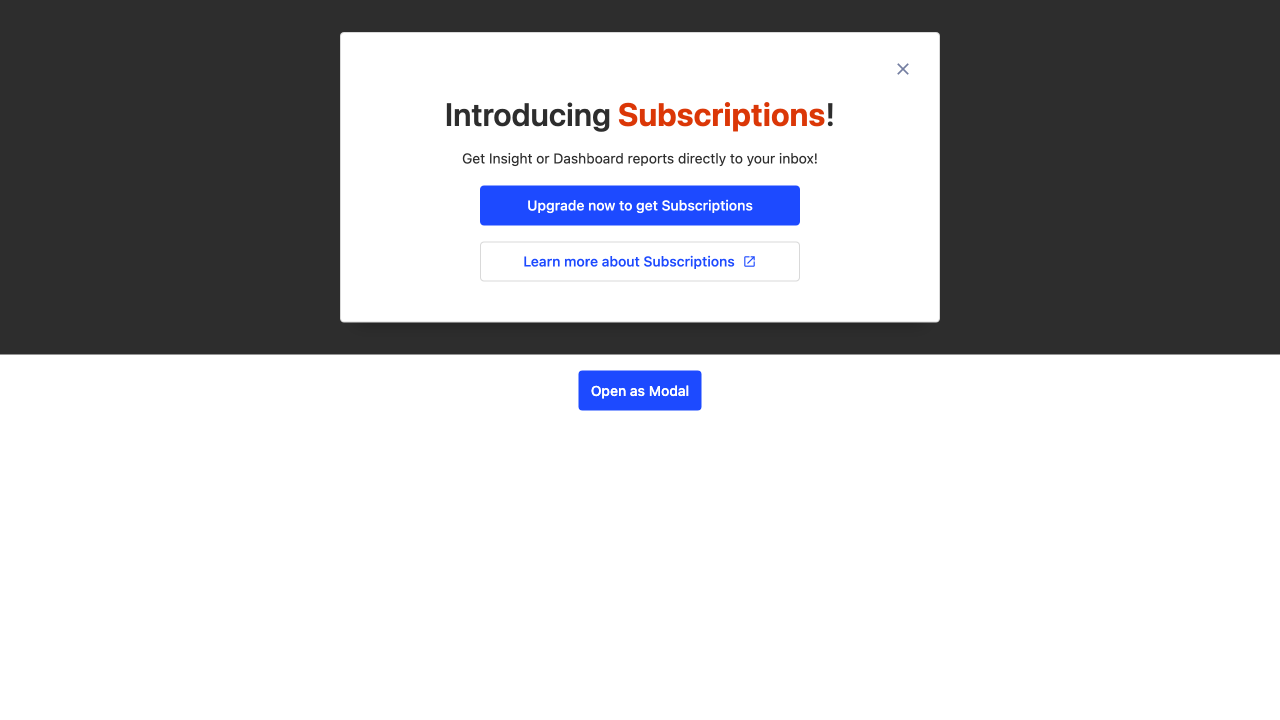 Introducing Subscriptions!
Get Insight or Dashboard reports directly to your inbox!
Upgrade now to get Subscriptions
Learn more about Subscriptions
Open as Modal